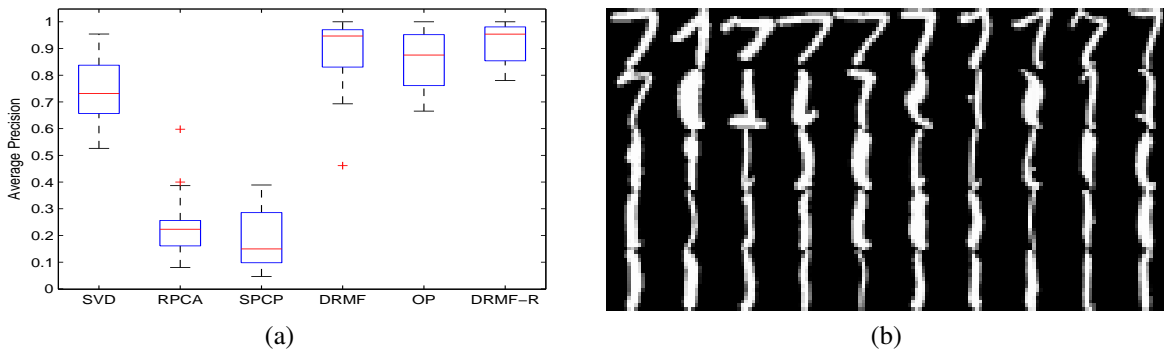 1
0.9
0.8
0.7
0.6
0.5
0.4
0.3
0.2
0.1
0
Average Precision
SVD RPCA SPCP DRMF OP DRMF-R
(a)
(b)